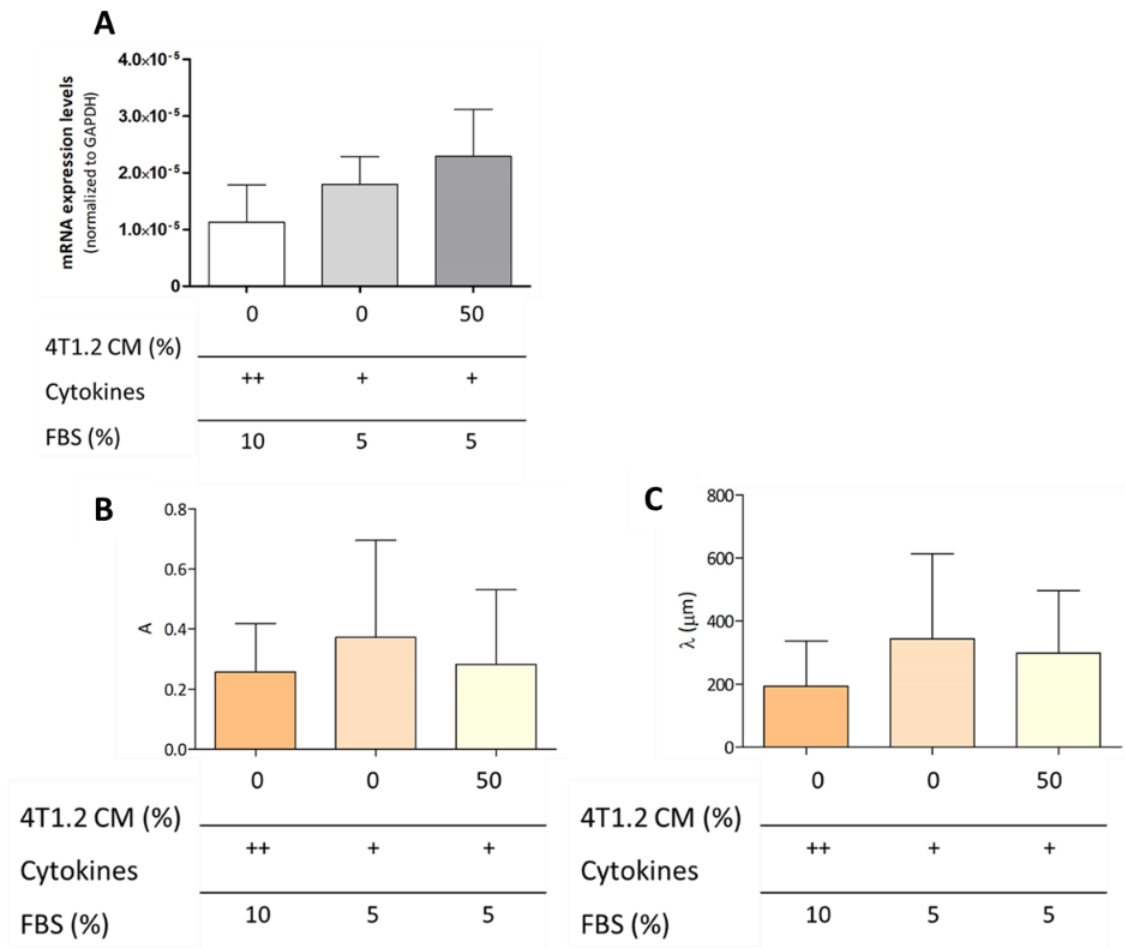 A
mRNA expression levels
(normalized to GAPDH)
4.0×10⁻⁵
3.0×10⁻⁵
2.0×10⁻⁵
1.0×10⁻⁵
0
0 0 50
4T1.2 CM (%)
++ + +
Cytokines
FBS (%)
10 5 5
B
A
0.8
0.6
0.4
0.2
0.0
0 0 50
4T1.2 CM (%)
++ + +
Cytokines
10 5 5
FBS (%)
C
λ (µm)
800
600
400
200
0
0 0 50
4T1.2 CM (%)
++ + +
Cytokines
10 5 5
FBS (%)